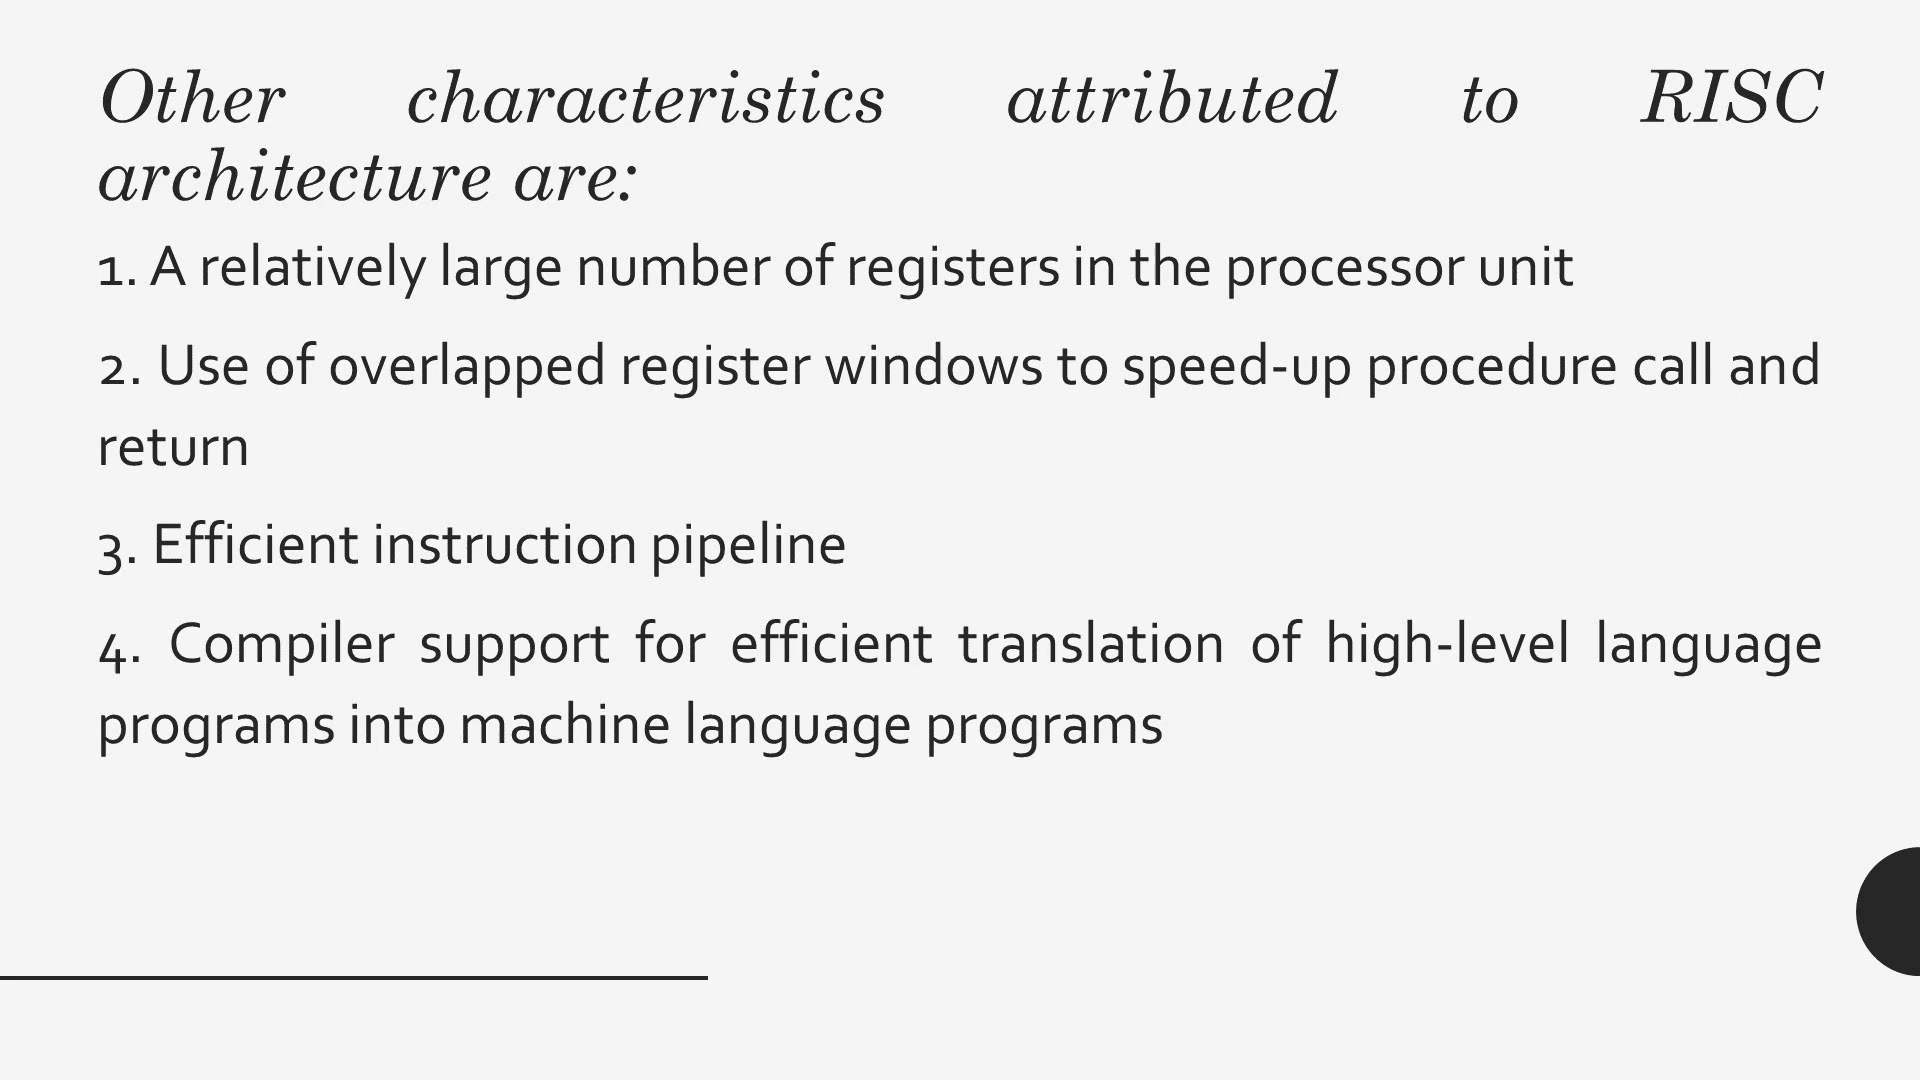 Other characteristics attributed to RISC
architecture are:
1. A relatively large number of registers in the processor unit
2. Use of overlapped register windows to speed-up procedure call and
return
3. Efficient instruction pipeline
4. Compiler support for efficient translation of high-level language
programs into machine language programs